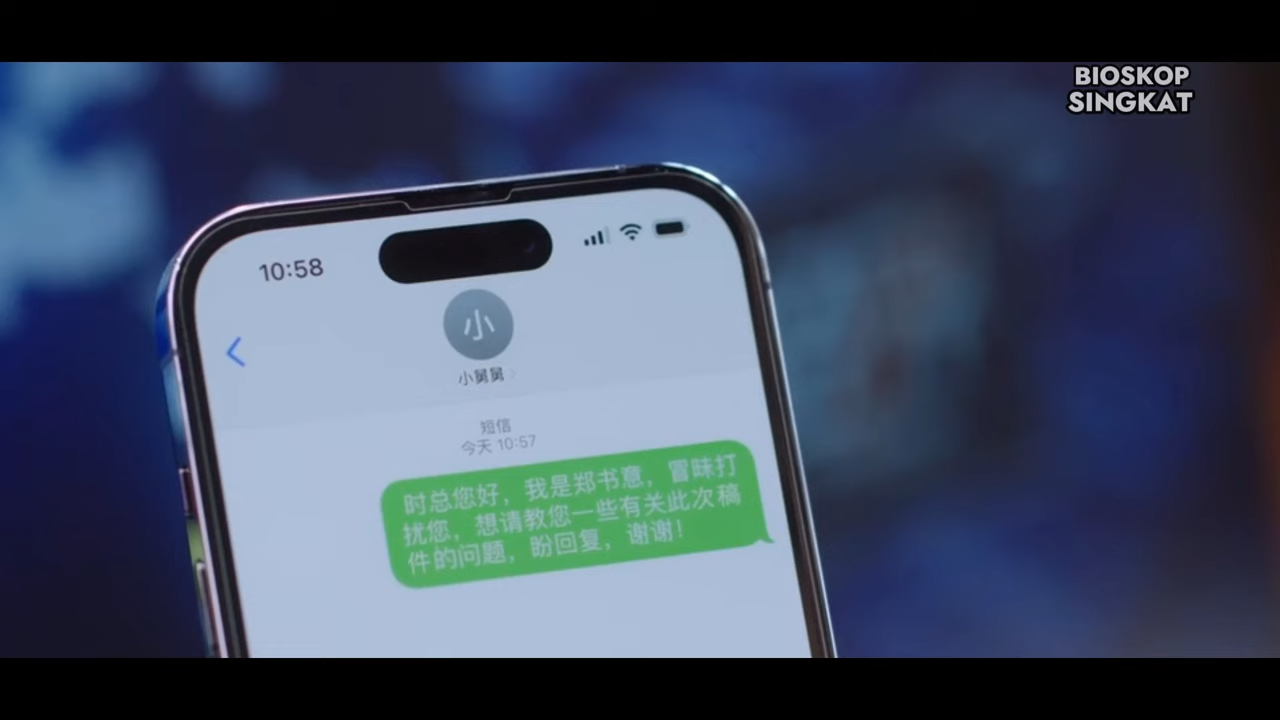 BIOSKOP
SINGKAT
10:58
小
小舅舅
短信
今天 10:57
时总您好，我是郑书意，冒昧打
扰您，想请教您一些有关此次稿
件的问题，盼回复，谢谢！